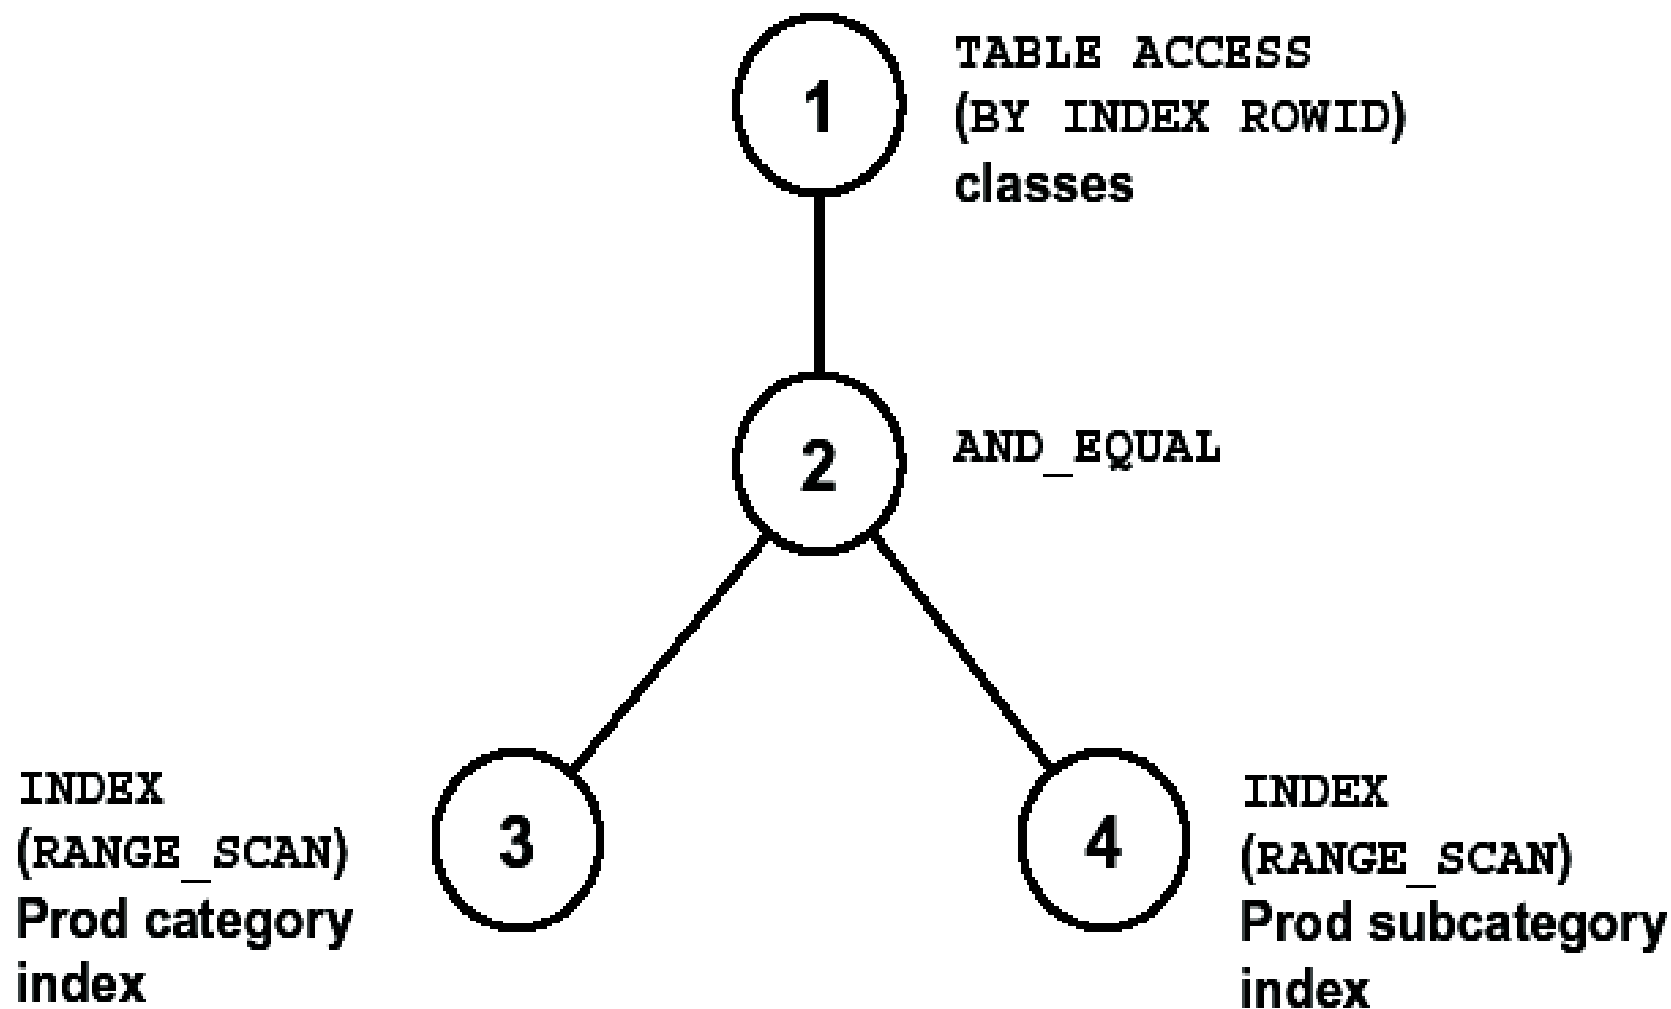 1
TABLE ACCESS
(BY INDEX ROWID)
classes
2
AND_EQUAL
INDEX
(RANGE_SCAN)
Prod category
index
3
4
INDEX
(RANGE_SCAN)
Prod subcategory
index